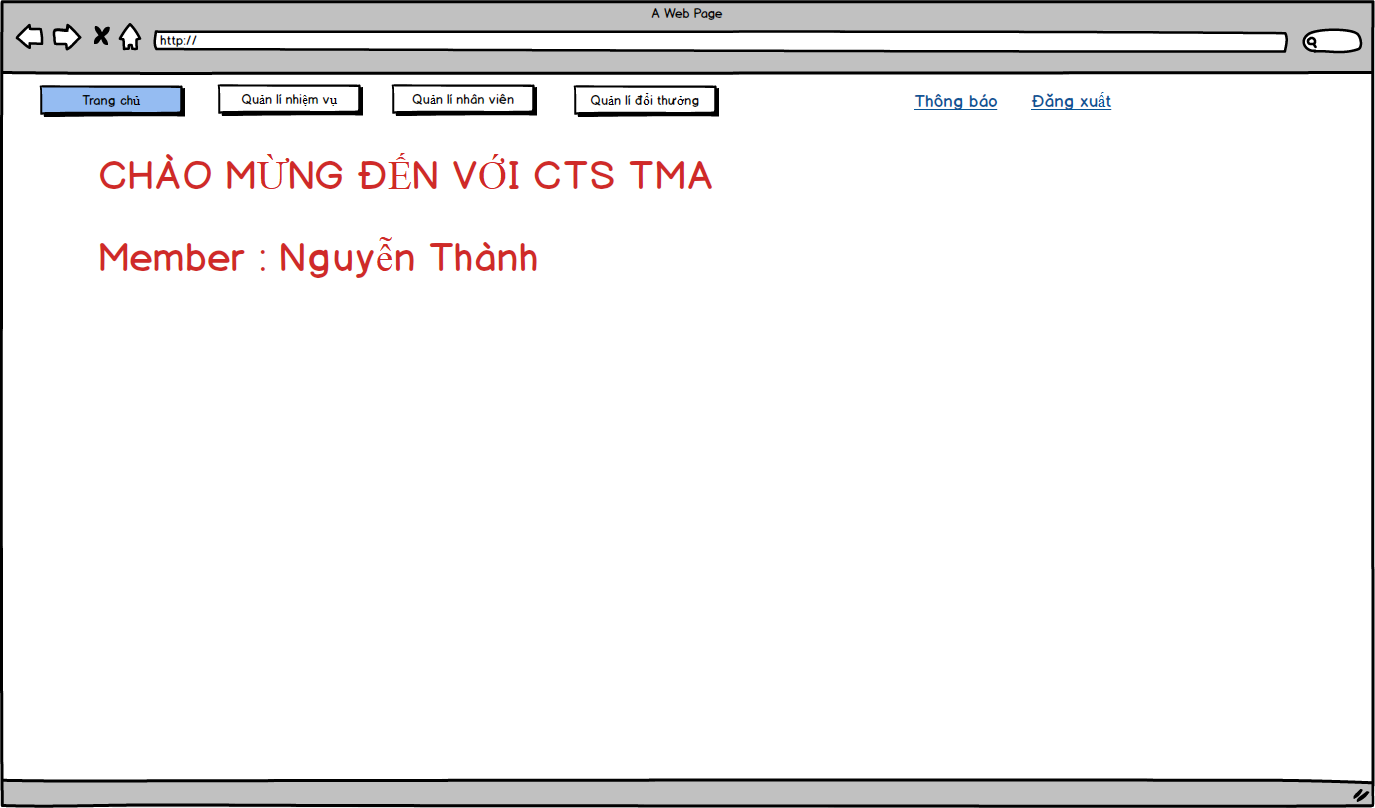 A Web Page
http://
Trang chủ
Quản lí nhiệm vụ
Quản lí nhân viên
Quản lí đổi thưởng
Thông báo
Đăng xuất
CHÀO MỪNG ĐẾN VỚI CTS TMA
Member : Nguyễn Thành